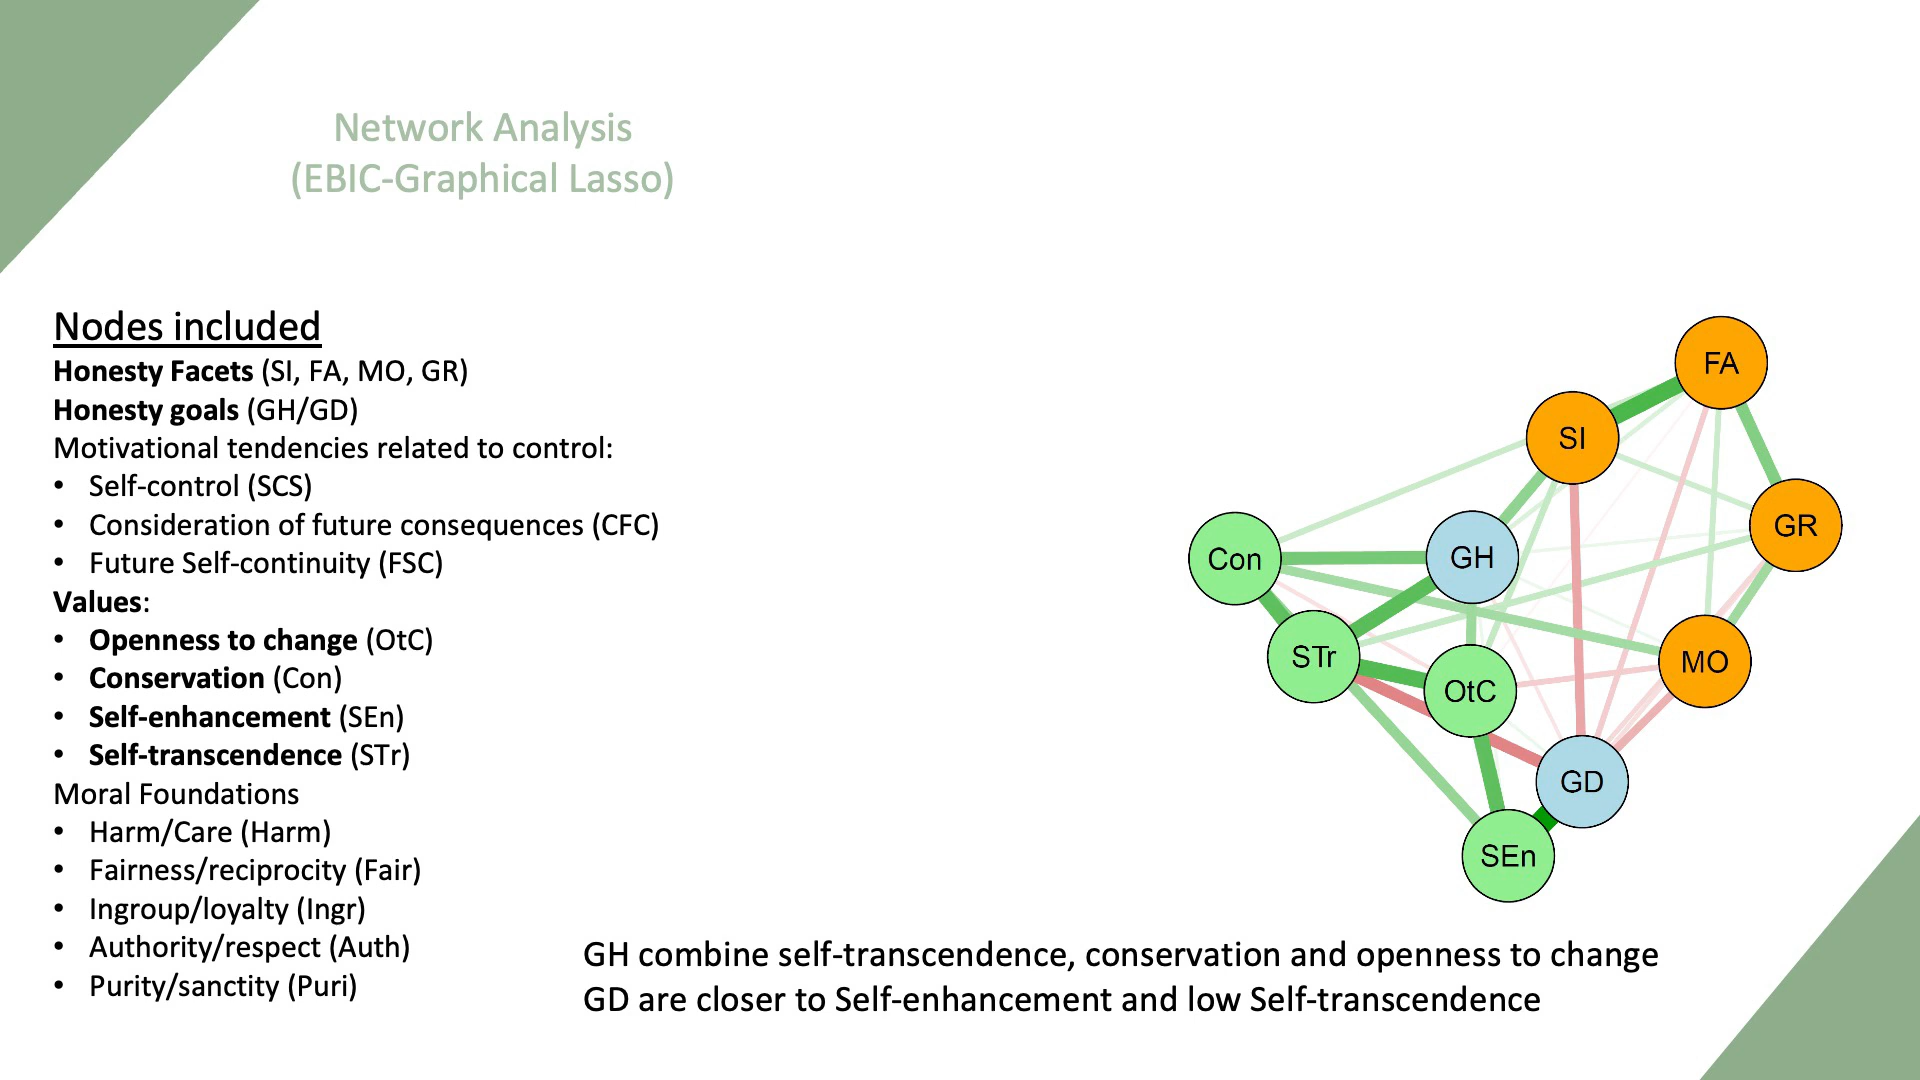 Network Analysis
(EBIC-Graphical Lasso)
Nodes included
Honesty Facets (SI, FA, MO, GR)
Honesty goals (GH/GD)
Motivational tendencies related to control:
• Self-control (SCS)
• Consideration of future consequences (CFC)
• Future Self-continuity (FSC)
Values:
• Openness to change (OtC)
• Conservation (Con)
• Self-enhancement (SEn)
• Self-transcendence (STr)
Moral Foundations
• Harm/Care (Harm)
• Fairness/reciprocity (Fair)
• Ingroup/loyalty (Ingr)
• Authority/respect (Auth)
• Purity/sanctity (Puri)
FA
SI
GR
Con
GH
STr
MO
OtC
GD
SEn
GH combine self-transcendence, conservation and openness to change
GD are closer to Self-enhancement and low Self-transcendence